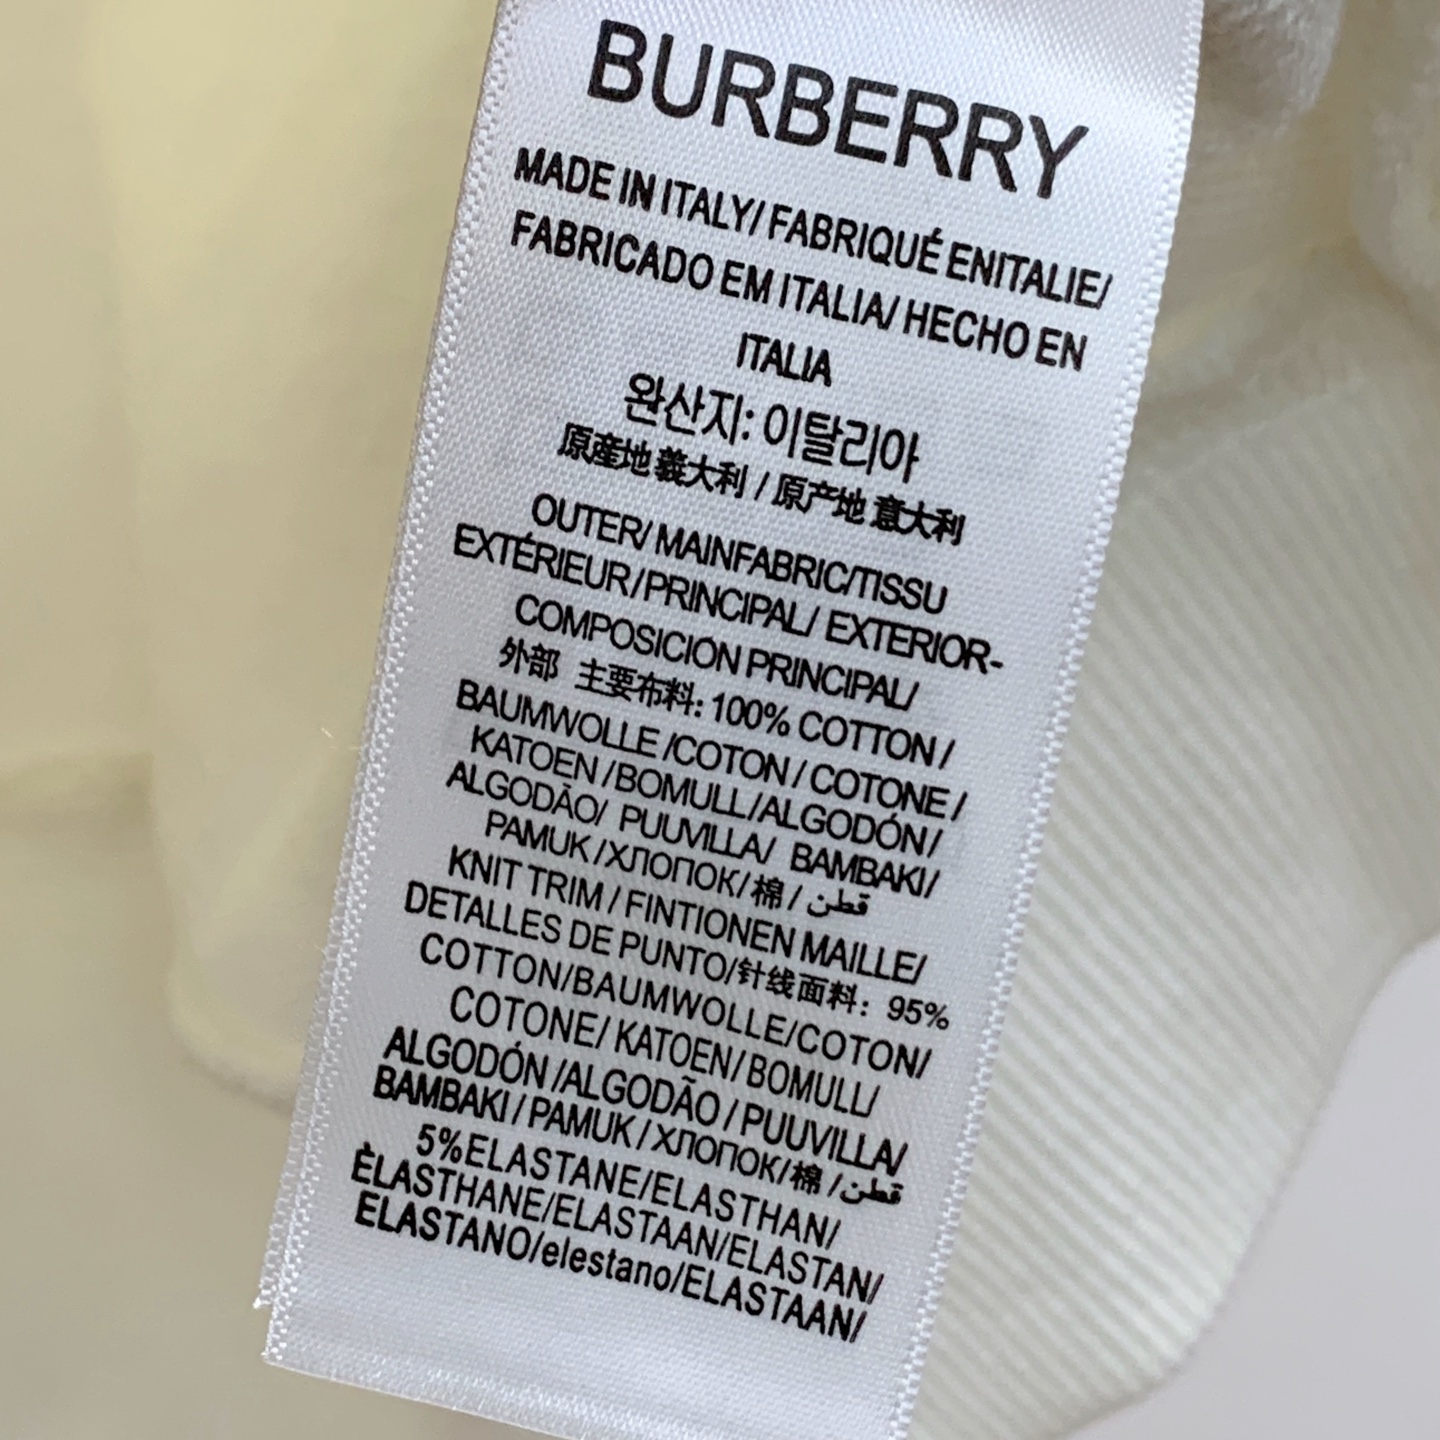 BURBERRY
MADE IN ITALY/ FABRIQUÉ ENITALIE/
FABRICADO EM ITALIA/ HECHO EN
ITALIA
완산지: 이탈리아
原産地 義大利 / 原产地 意大利
OUTER/ MAINFABRIC/TISSU
EXTÉRIEUR/PRINCIPAL/ EXTERIOR-
COMPOSICIÓN PRINCIPAL/
外部 主要布料: 100% COTTON /
BAUMWOLLE /COTON / COTONE /
KATOEN /BOMULL/ALGODÓN/
ALGODÃO/ PUUVILLA/ BAMBAKI/
PAMUK /ХЛОПОК/ 棉 / قطن
KNIT TRIM / FINTIONEN MAILLE/
DETALLES DE PUNTO/针线面料: 95%
COTTON/BAUMWOLLE/COTON/
COTONE/ KATOEN/ BOMULL/
ALGODÓN /ALGODÃO / PUUVILLA/
BAMBAKI / PAMUK / ХЛОПОК/ 棉 /قطن
5%ELASTANE/ELASTHAN/
ÈLASTHANE/ELASTAAN/ELASTAN/
ELASTANO/elestano/ELASTAAN/